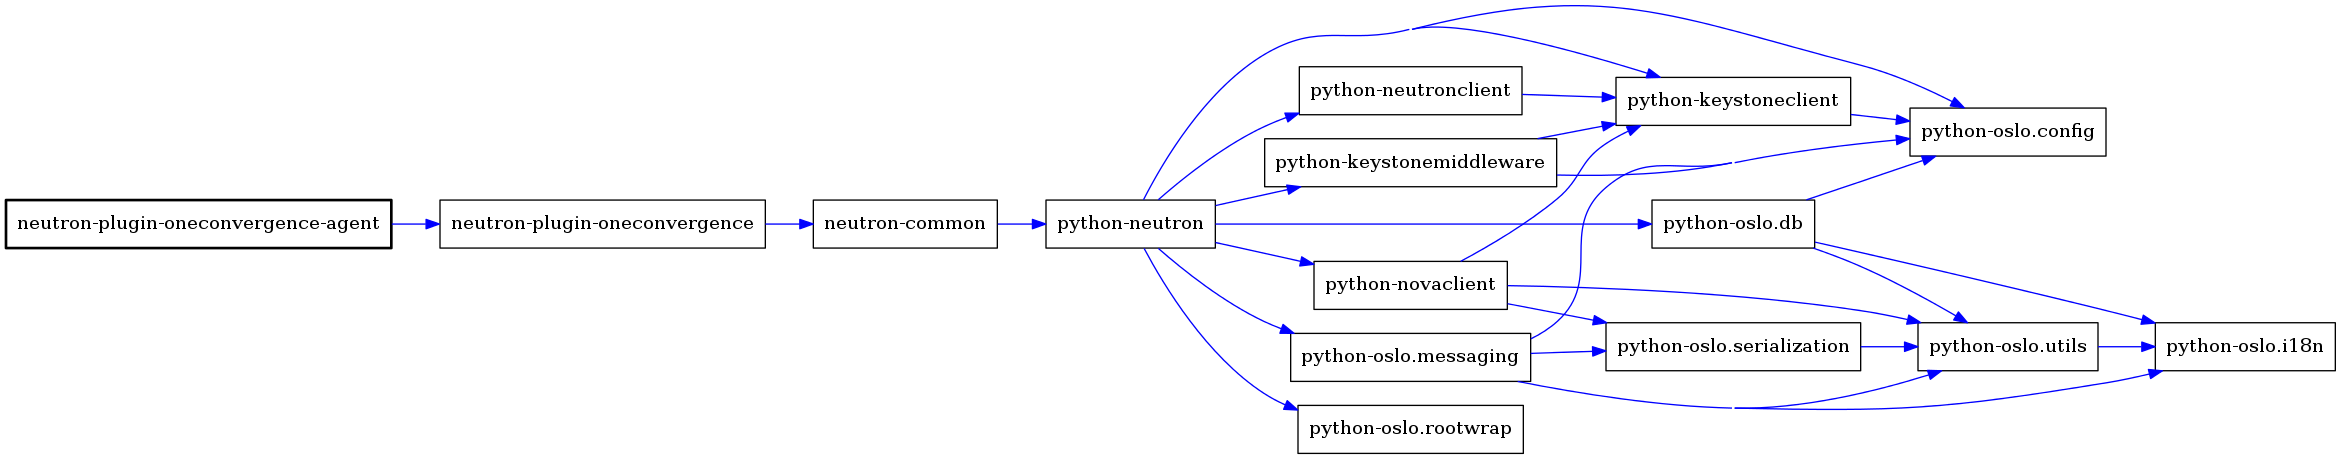 neutron-plugin-oneconvergence-agent
neutron-plugin-oneconvergence
neutron-common
python-neutron
python-neutronclient
python-keystonemiddleware
python-novaclient
python-oslo.messaging
python-oslo.rootwrap
python-keystoneclient
python-oslo.db
python-oslo.serialization
python-oslo.config
python-oslo.utils
python-oslo.i18n